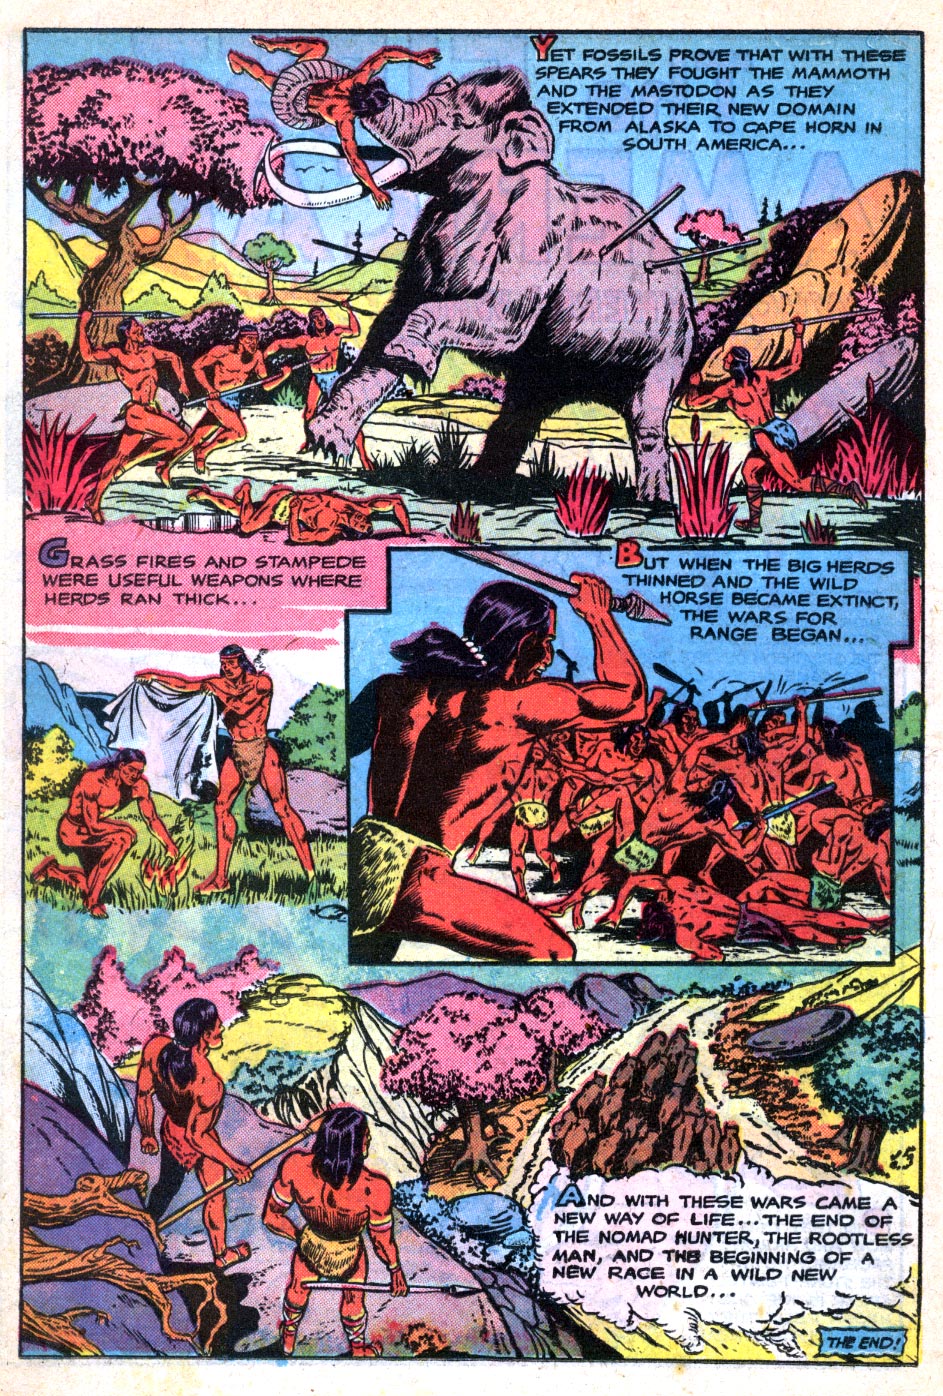 YET FOSSILS PROVE THAT WITH THESE
SPEARS THEY FOUGHT THE MAMMOTH
AND THE MASTODON AS THEY
EXTENDED THEIR NEW DOMAIN
FROM ALASKA TO CAPE HORN IN
SOUTH AMERICA...
GRASS FIRES AND STAMPEDE
WERE USEFUL WEAPONS WHERE
HERDS RAN THICK...
BUT WHEN THE BIG HERDS
THINNED AND THE WILD
HORSE BECAME EXTINCT,
THE WARS FOR
RANGE BEGAN...
AND WITH THESE WARS CAME A
NEW WAY OF LIFE...THE END OF
THE NOMAD HUNTER, THE ROOTLESS
MAN, AND THE BEGINNING OF A
NEW RACE IN A WILD NEW
WORLD...
THE END!